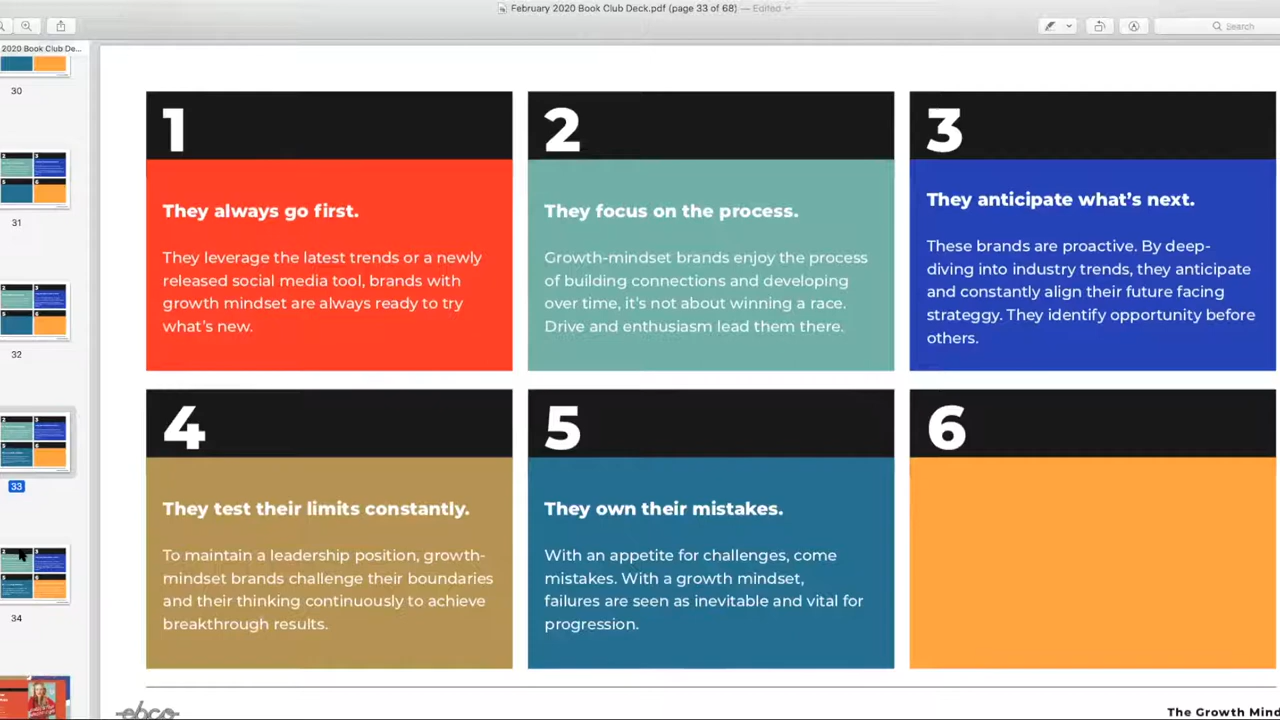 February 2020 Book Club Deck.pdf (page 33 of 68) — Edited
Search
2020 Book Club De...
30
31
32
33
34
1
They always go first.
They leverage the latest trends or a newly
released social media tool, brands with
growth mindset are always ready to try
what's new.
2
They focus on the process.
Growth-mindset brands enjoy the process
of building connections and developing
over time, it's not about winning a race.
Drive and enthusiasm lead them there.
3
They anticipate what's next.
These brands are proactive. By deep-
diving into industry trends, they anticipate
and constantly align their future facing
strateggy. They identify opportunity before
others.
4
They test their limits constantly.
To maintain a leadership position, growth-
mindset brands challenge their boundaries
and their thinking continuously to achieve
breakthrough results.
5
They own their mistakes.
With an appetite for challenges, come
mistakes. With a growth mindset,
failures are seen as inevitable and vital for
progression.
6
ebco
The Growth Mind